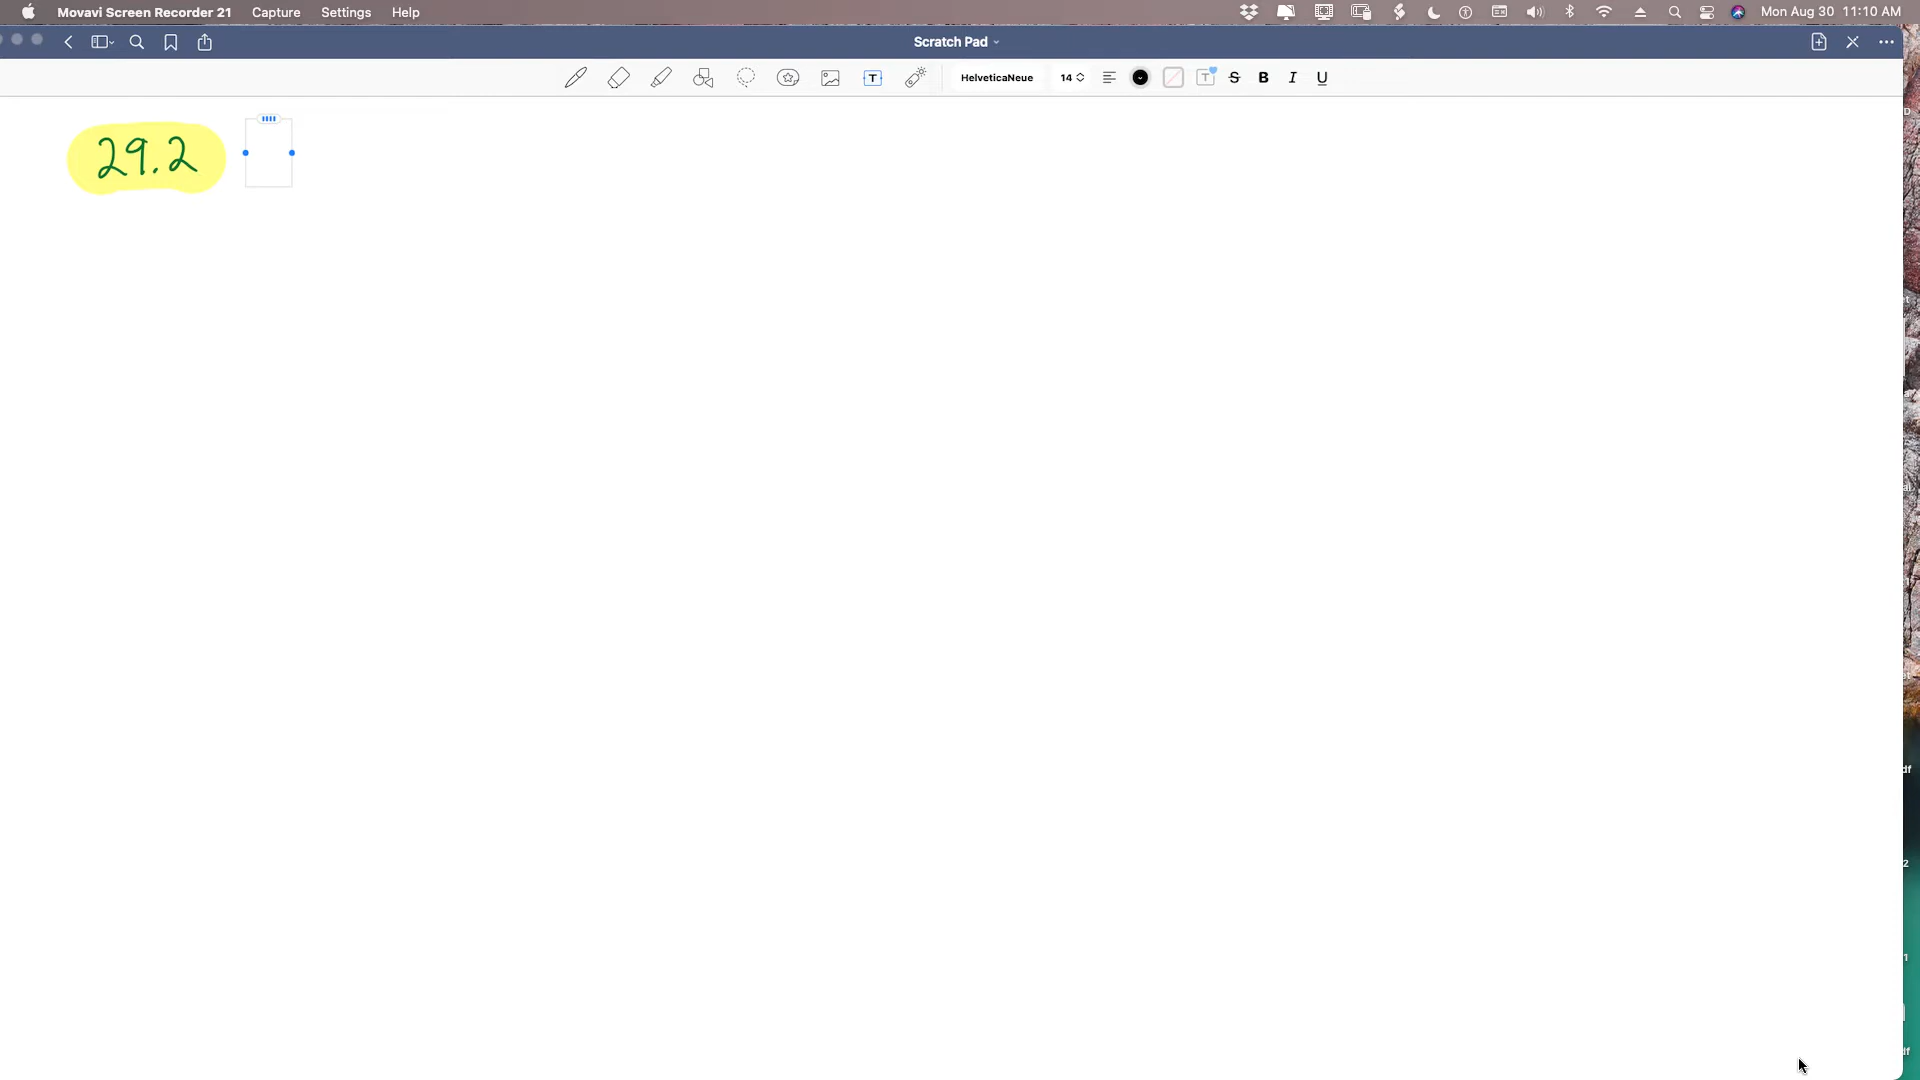 Movavi Screen Recorder 21 Capture Settings Help Mon Aug 30 11:10 AM
Scratch Pad
HelveticaNeue 14 T S B I U
29.2